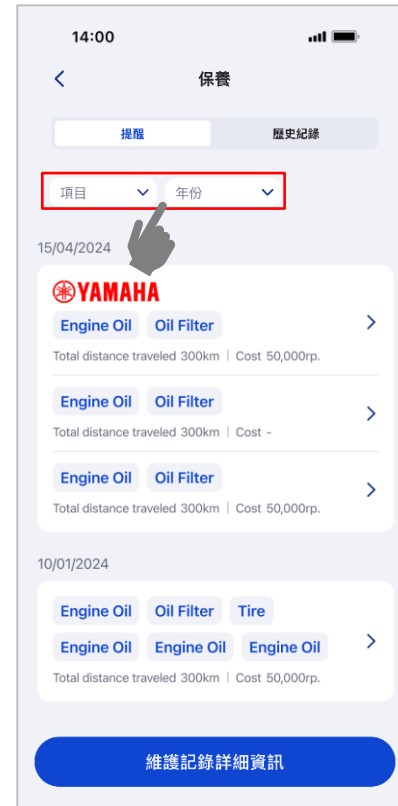 14:00
保養
提醒 歷史紀錄
項目 年份
15/04/2024
YAMAHA
Engine Oil Oil Filter
Total distance traveled 300km | Cost 50,000rp.
Engine Oil Oil Filter
Total distance traveled 300km | Cost -
Engine Oil Oil Filter
Total distance traveled 300km | Cost 50,000rp.
10/01/2024
Engine Oil Oil Filter Tire
Engine Oil Engine Oil Engine Oil
Total distance traveled 300km | Cost 50,000rp.
維護記錄詳細資訊